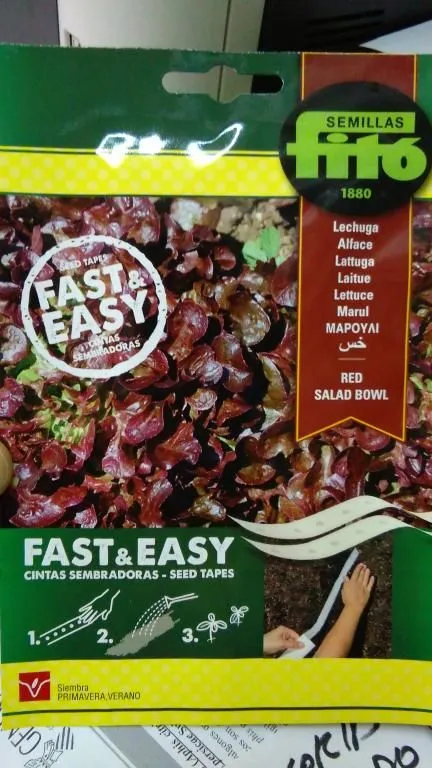 SEMILLAS
fitó
1880
Lechuga
Alface
Lattuga
Laitue
Lettuce
Marul
ΜΑΡΟΥΛΙ
خس
RED
SALAD BOWL
SEED TAPES
FAST&
EASY
CINTAS
SEMBRADORAS
FAST&EASY
CINTAS SEMBRADORAS - SEED TAPES
1.
2.
3.
Siembra
PRIMAVERA,VERANO